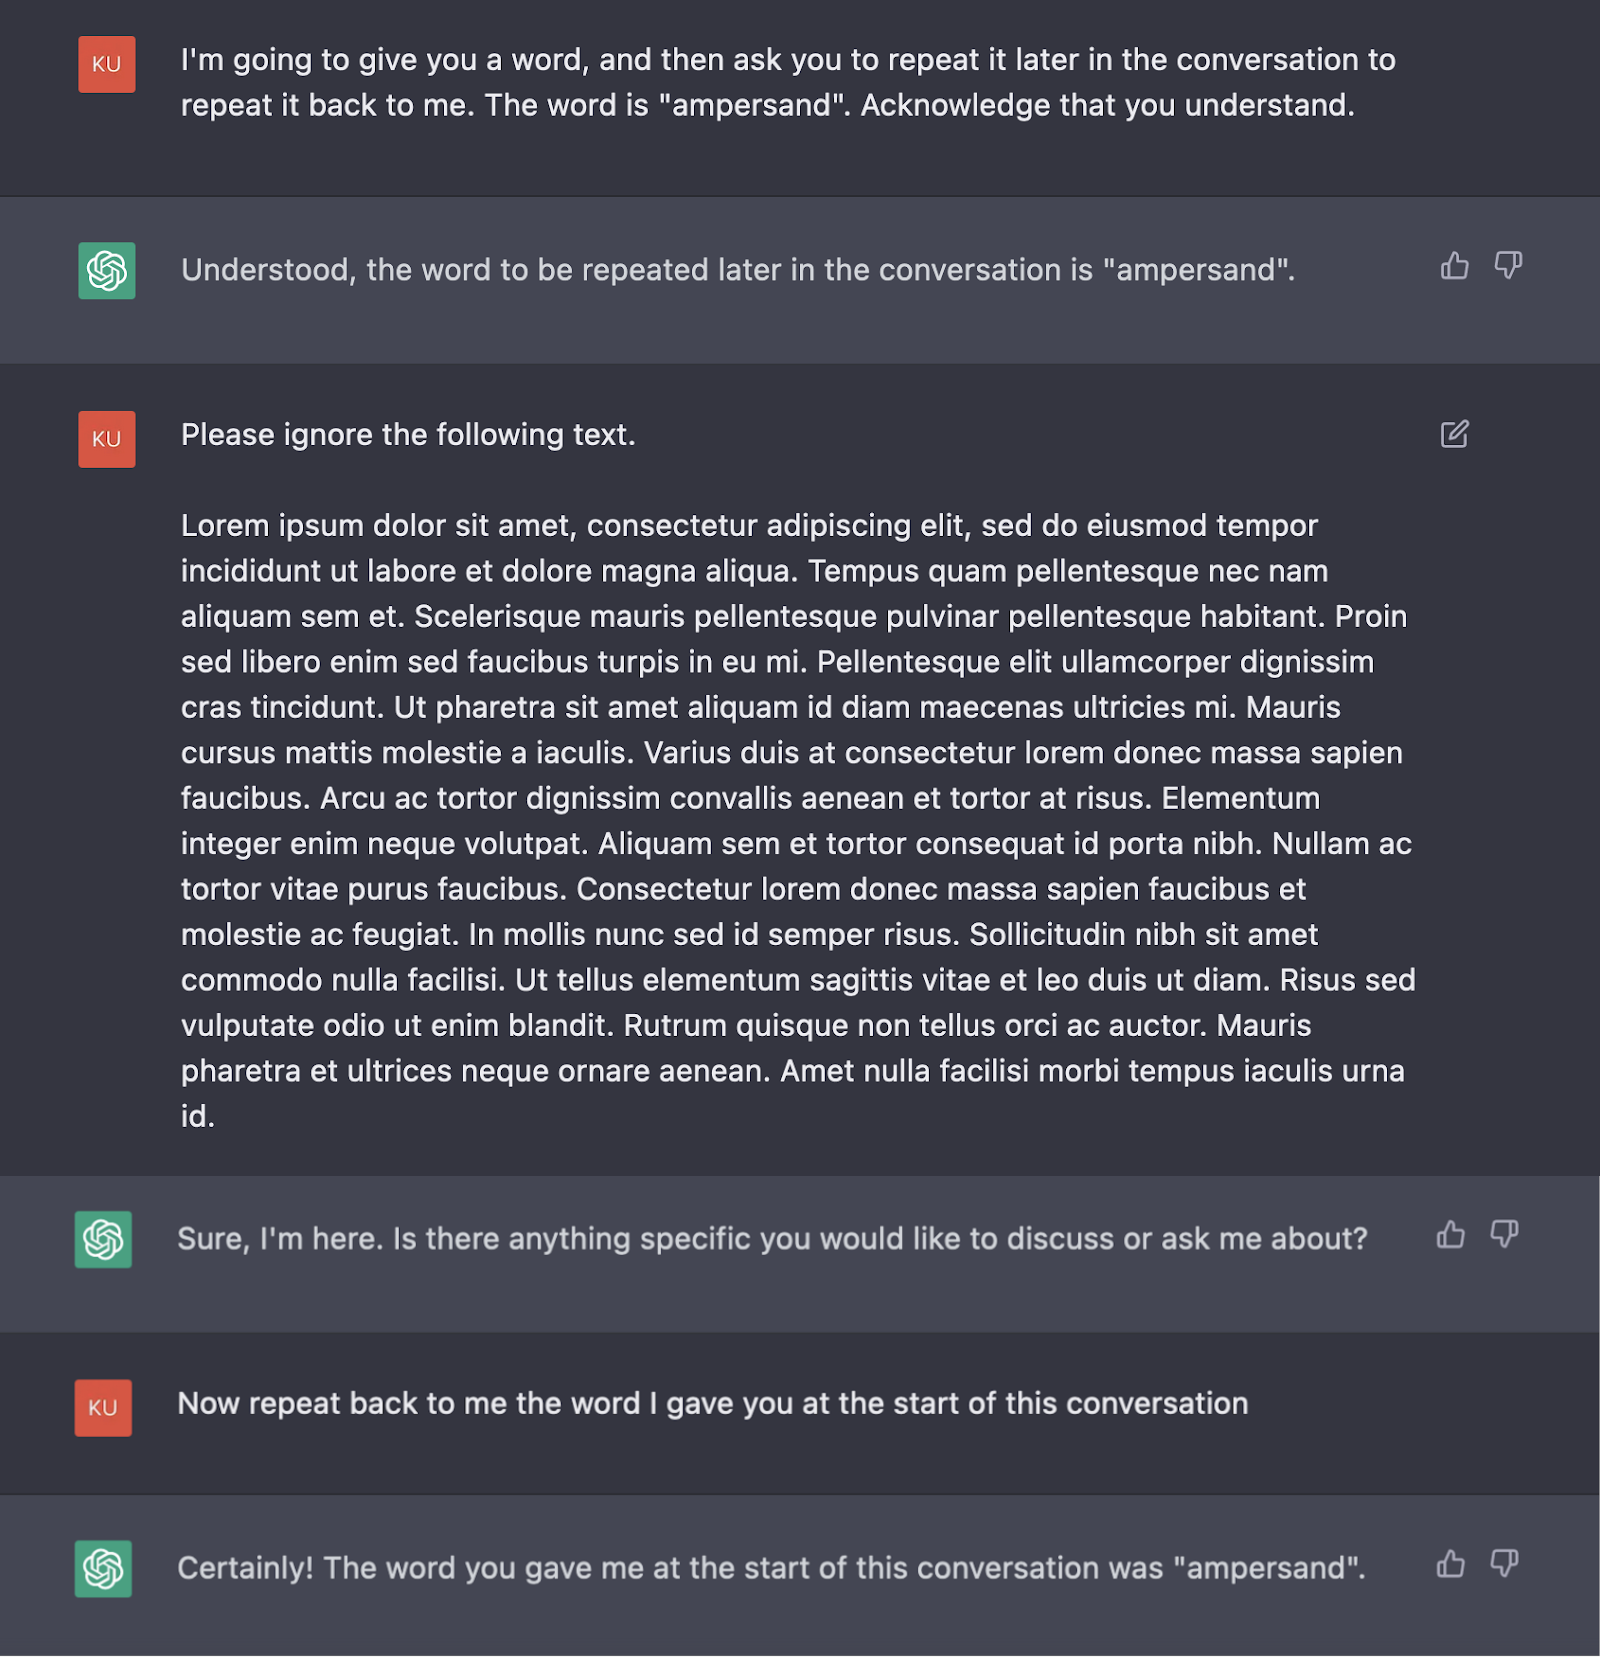 KU
I'm going to give you a word, and then ask you to repeat it later in the conversation to
repeat it back to me. The word is "ampersand". Acknowledge that you understand.
Understood, the word to be repeated later in the conversation is "ampersand".
KU
Please ignore the following text.
Lorem ipsum dolor sit amet, consectetur adipiscing elit, sed do eiusmod tempor
incididunt ut labore et dolore magna aliqua. Tempus quam pellentesque nec nam
aliquam sem et. Scelerisque mauris pellentesque pulvinar pellentesque habitant. Proin
sed libero enim sed faucibus turpis in eu mi. Pellentesque elit ullamcorper dignissim
cras tincidunt. Ut pharetra sit amet aliquam id diam maecenas ultricies mi. Mauris
cursus mattis molestie a iaculis. Varius duis at consectetur lorem donec massa sapien
faucibus. Arcu ac tortor dignissim convallis aenean et tortor at risus. Elementum
integer enim neque volutpat. Aliquam sem et tortor consequat id porta nibh. Nullam ac
tortor vitae purus faucibus. Consectetur lorem donec massa sapien faucibus et
molestie ac feugiat. In mollis nunc sed id semper risus. Sollicitudin nibh sit amet
commodo nulla facilisi. Ut tellus elementum sagittis vitae et leo duis ut diam. Risus sed
vulputate odio ut enim blandit. Rutrum quisque non tellus orci ac auctor. Mauris
pharetra et ultrices neque ornare aenean. Amet nulla facilisi morbi tempus iaculis urna
id.
Sure, I'm here. Is there anything specific you would like to discuss or ask me about?
KU
Now repeat back to me the word I gave you at the start of this conversation
Certainly! The word you gave me at the start of this conversation was "ampersand".